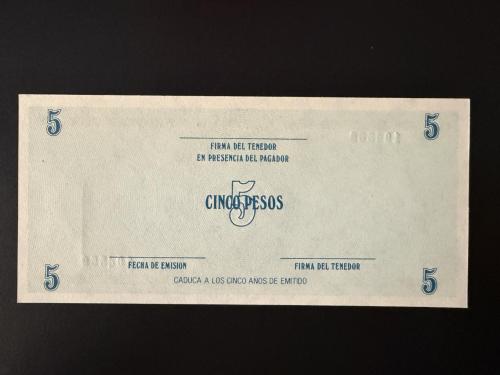 5 5
FIRMA DEL TENEDOR
EN PRESENCIA DEL PAGADOR
5
CINCO PESOS
FECHA DE EMISION FIRMA DEL TENEDOR
5 5
CADUCA A LOS CINCO AÑOS DE EMITIDO